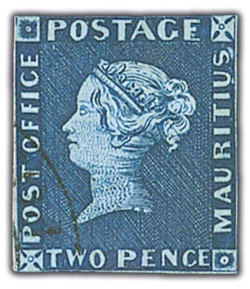 POST OFFICE
POSTAGE
MAURITIUS
TWO PENCE